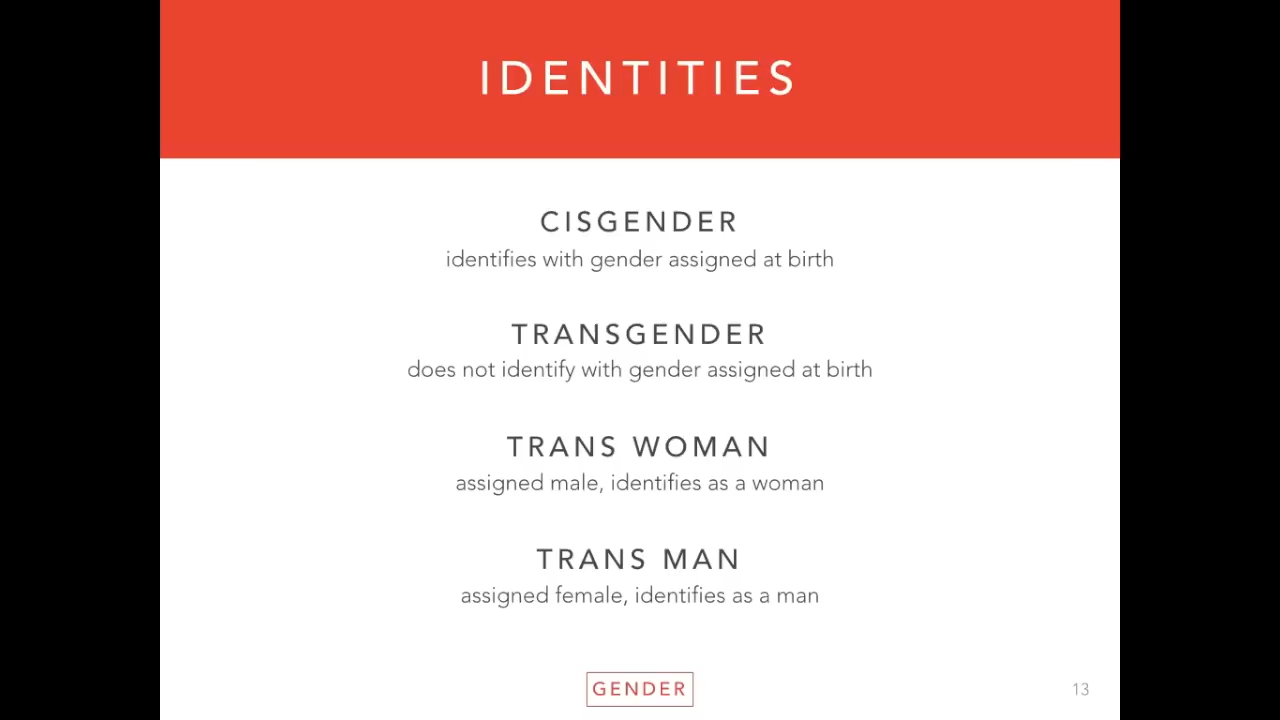 IDENTITIES
CISGENDER
identifies with gender assigned at birth
TRANSGENDER
does not identify with gender assigned at birth
TRANS WOMAN
assigned male, identifies as a woman
TRANS MAN
assigned female, identifies as a man
GENDER
13